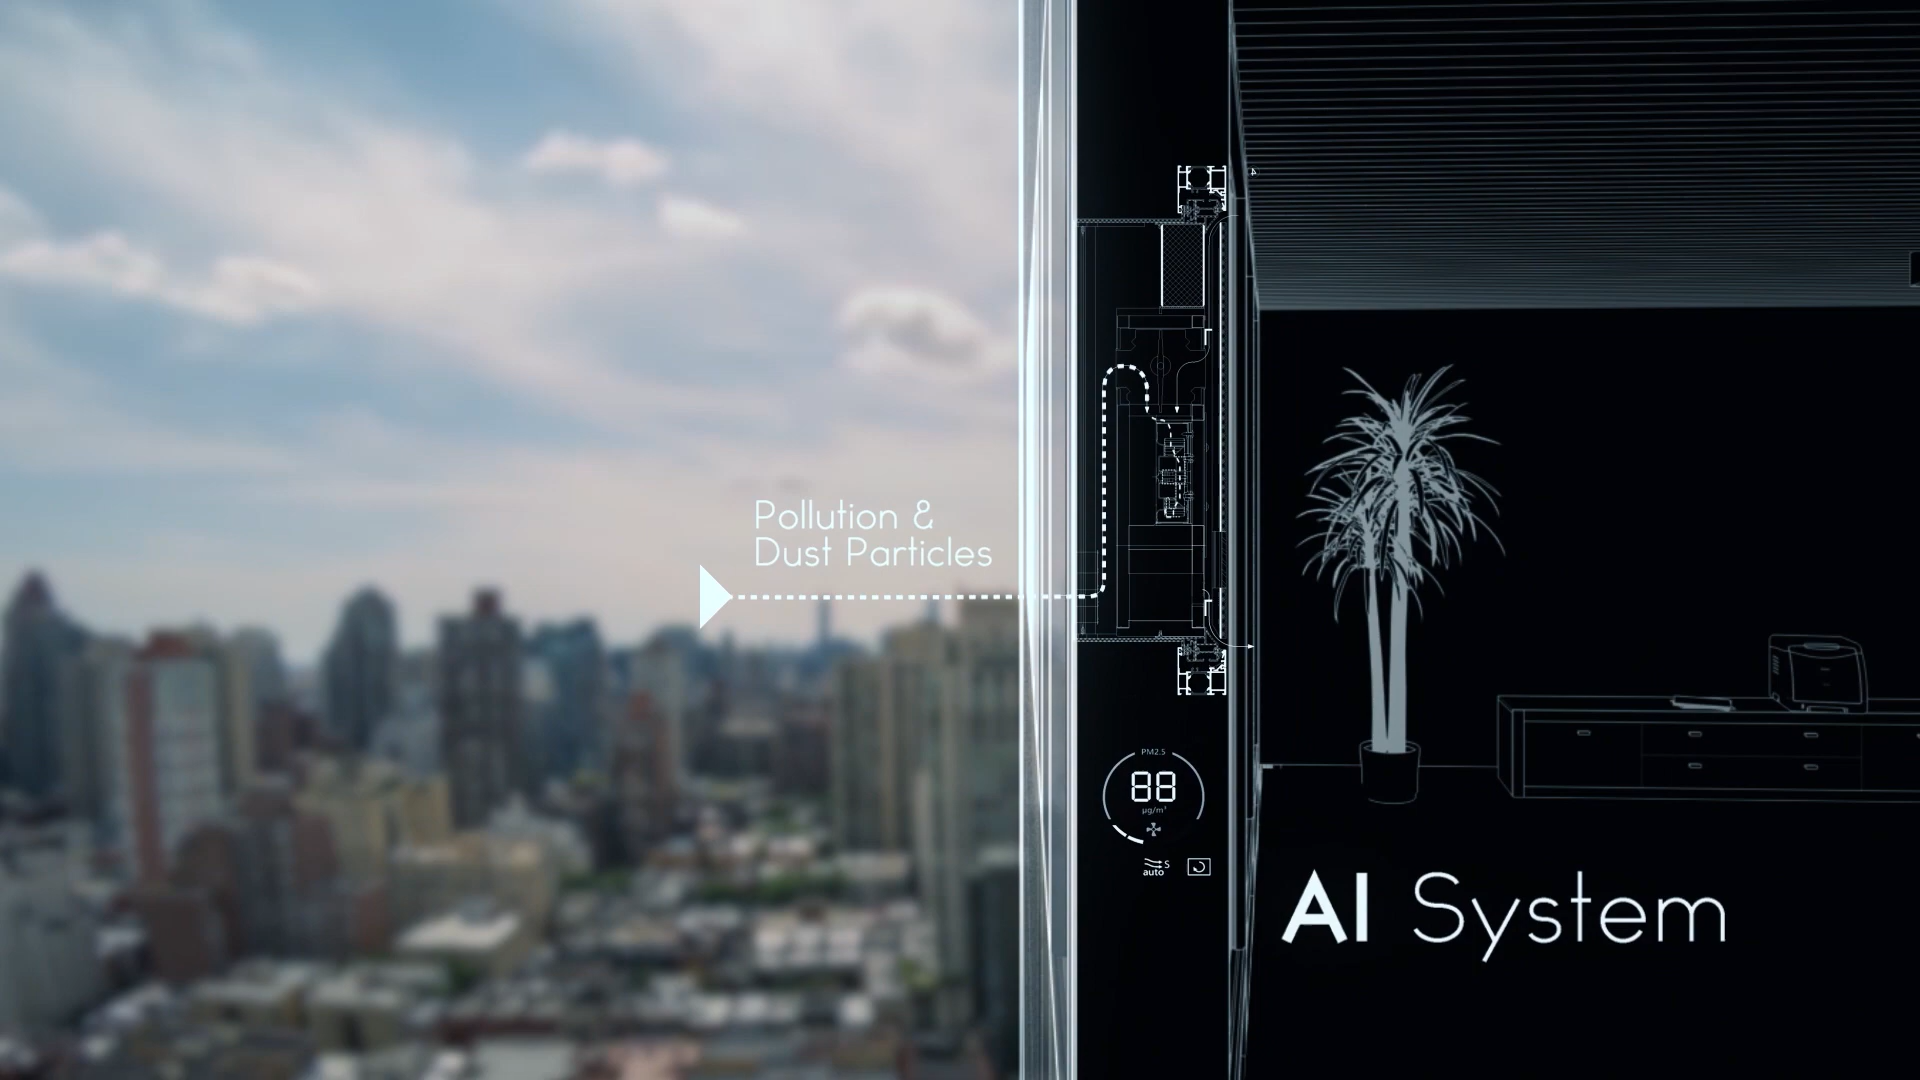 Pollution &
Dust Particles
PM2.5
88
µg/m³
S
auto
AI System